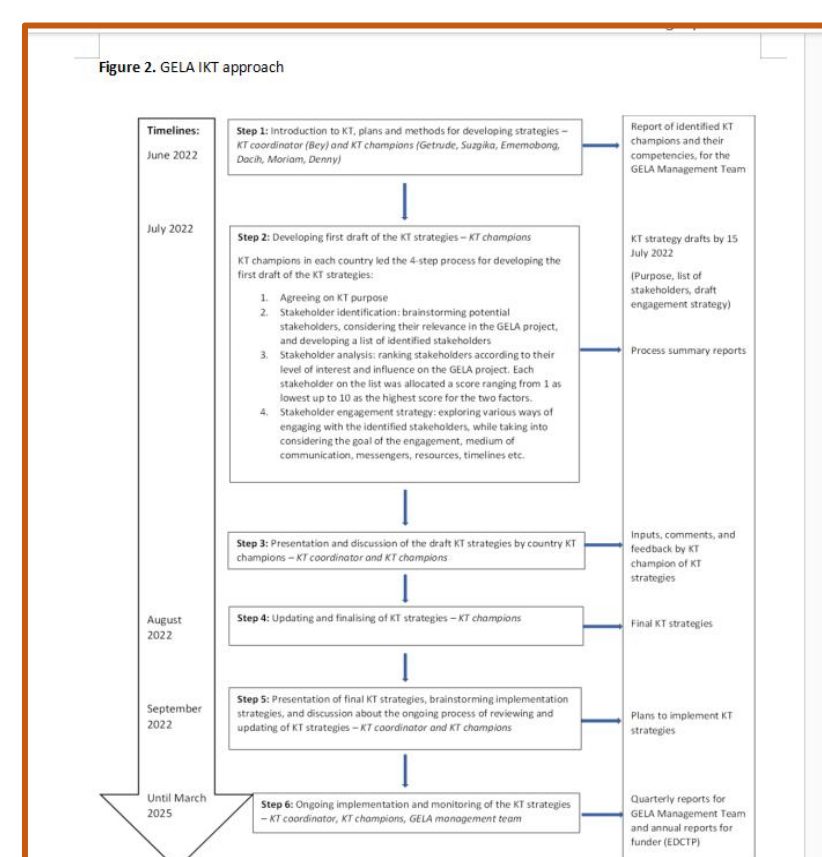 Figure 2. GELA IKT approach
Timelines:
June 2022
Step 1: Introduction to KT, plans and methods for developing strategies –
KT coordinator (Bey) and KT champions (Getrude, Suzgika, Ememobong,
Dacih, Mariam, Denny)
Report of identified KT
champions and their
competencies, for the
GELA Management Team
July 2022
Step 2: Developing first draft of the KT strategies – KT champions
KT champions in each country led the 4-step process for developing the
first draft of the KT strategies:
1. Agreeing on KT purpose
2. Stakeholder identification: brainstorming potential
stakeholders, considering their relevance in the GELA project,
and developing a list of identified stakeholders
3. Stakeholder analysis: ranking stakeholders according to their
level of interest and influence on the GELA project. Each
stakeholder on the list was allocated a score ranging from 1 as
lowest up to 10 as the highest score for the two factors.
4. Stakeholder engagement strategy: exploring various ways of
engaging with the identified stakeholders, while taking into
considering the goal of the engagement, medium of
communication, messengers, resources, timelines etc.
KT strategy drafts by 15
July 2022
(Purpose, list of
stakeholders, draft
engagement strategy)
Process summary reports
Step 3: Presentation and discussion of the draft KT strategies by country KT
champions – KT coordinator and KT champions
Inputs, comments, and
feedback by KT
champion of KT
strategies
August
2022
Step 4: Updating and finalising of KT strategies – KT champions
Final KT strategies
September
2022
Step 5: Presentation of final KT strategies, brainstorming implementation
strategies, and discussion about the ongoing process of reviewing and
updating of KT strategies – KT coordinator and KT champions
Plans to implement KT
strategies
Until March
2025
Step 6: Ongoing implementation and monitoring of the KT strategies
– KT coordinator, KT champions, GELA management team
Quarterly reports for
GELA Management Team
and annual reports for
funder (EDCTP)